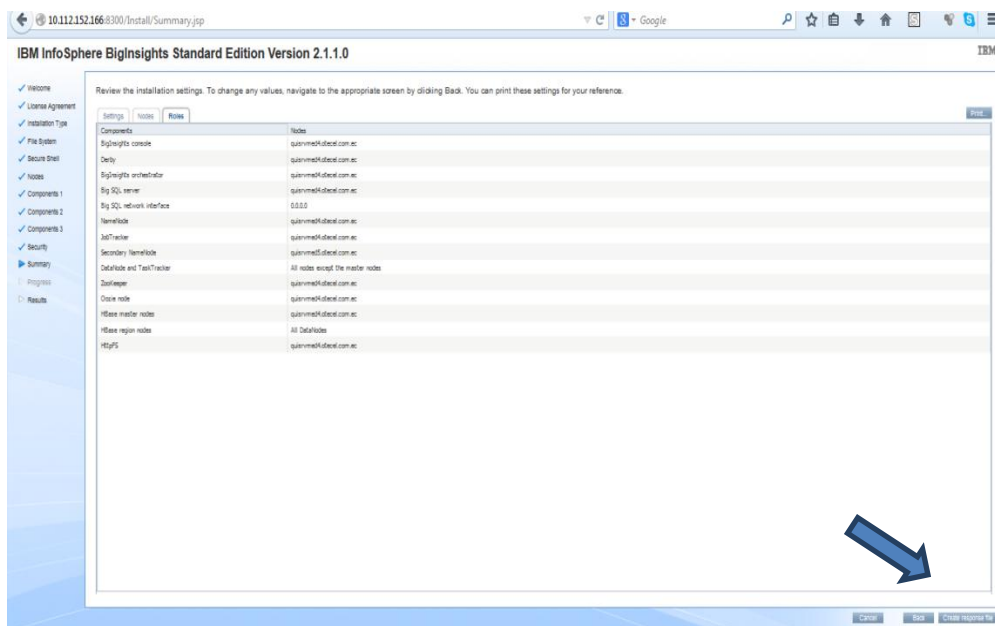 10.112.152.166:8300/Install/Summary.jsp
Google
IBM InfoSphere BigInsights Standard Edition Version 2.1.1.0
IBM
Welcome
License Agreement
Installation Type
File System
Secure Shell
Nodes
Components 1
Components 2
Components 3
Security
Summary
Progress
Results
Review the installation settings. To change any values, navigate to the appropriate screen by clicking Back. You can print these settings for your reference.
Settings Nodes Roles
Print...
Components Nodes
BigInsights console quisrvmed4.otecel.com.ec
Derby quisrvmed4.otecel.com.ec
BigInsights orchestrator quisrvmed4.otecel.com.ec
Big SQL server quisrvmed4.otecel.com.ec
Big SQL network interface 0.0.0.0
NameNode quisrvmed4.otecel.com.ec
JobTracker quisrvmed4.otecel.com.ec
Secondary NameNode quisrvmed5.otecel.com.ec
DataNode and TaskTracker All nodes except the master nodes
ZooKeeper quisrvmed4.otecel.com.ec
Oozie node quisrvmed4.otecel.com.ec
HBase master nodes quisrvmed4.otecel.com.ec
HBase region nodes All DataNodes
HttpFS quisrvmed4.otecel.com.ec
Cancel Back Create response file